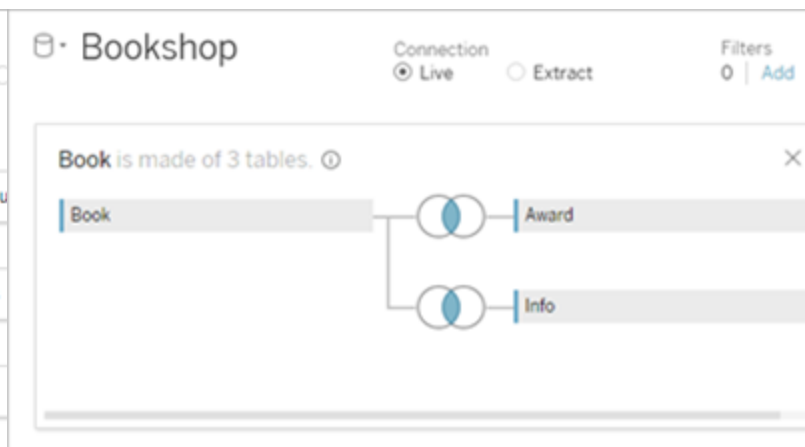 Bookshop
Connection
Live Extract
Filters
0 Add
Book is made of 3 tables.
Book
Award
Info